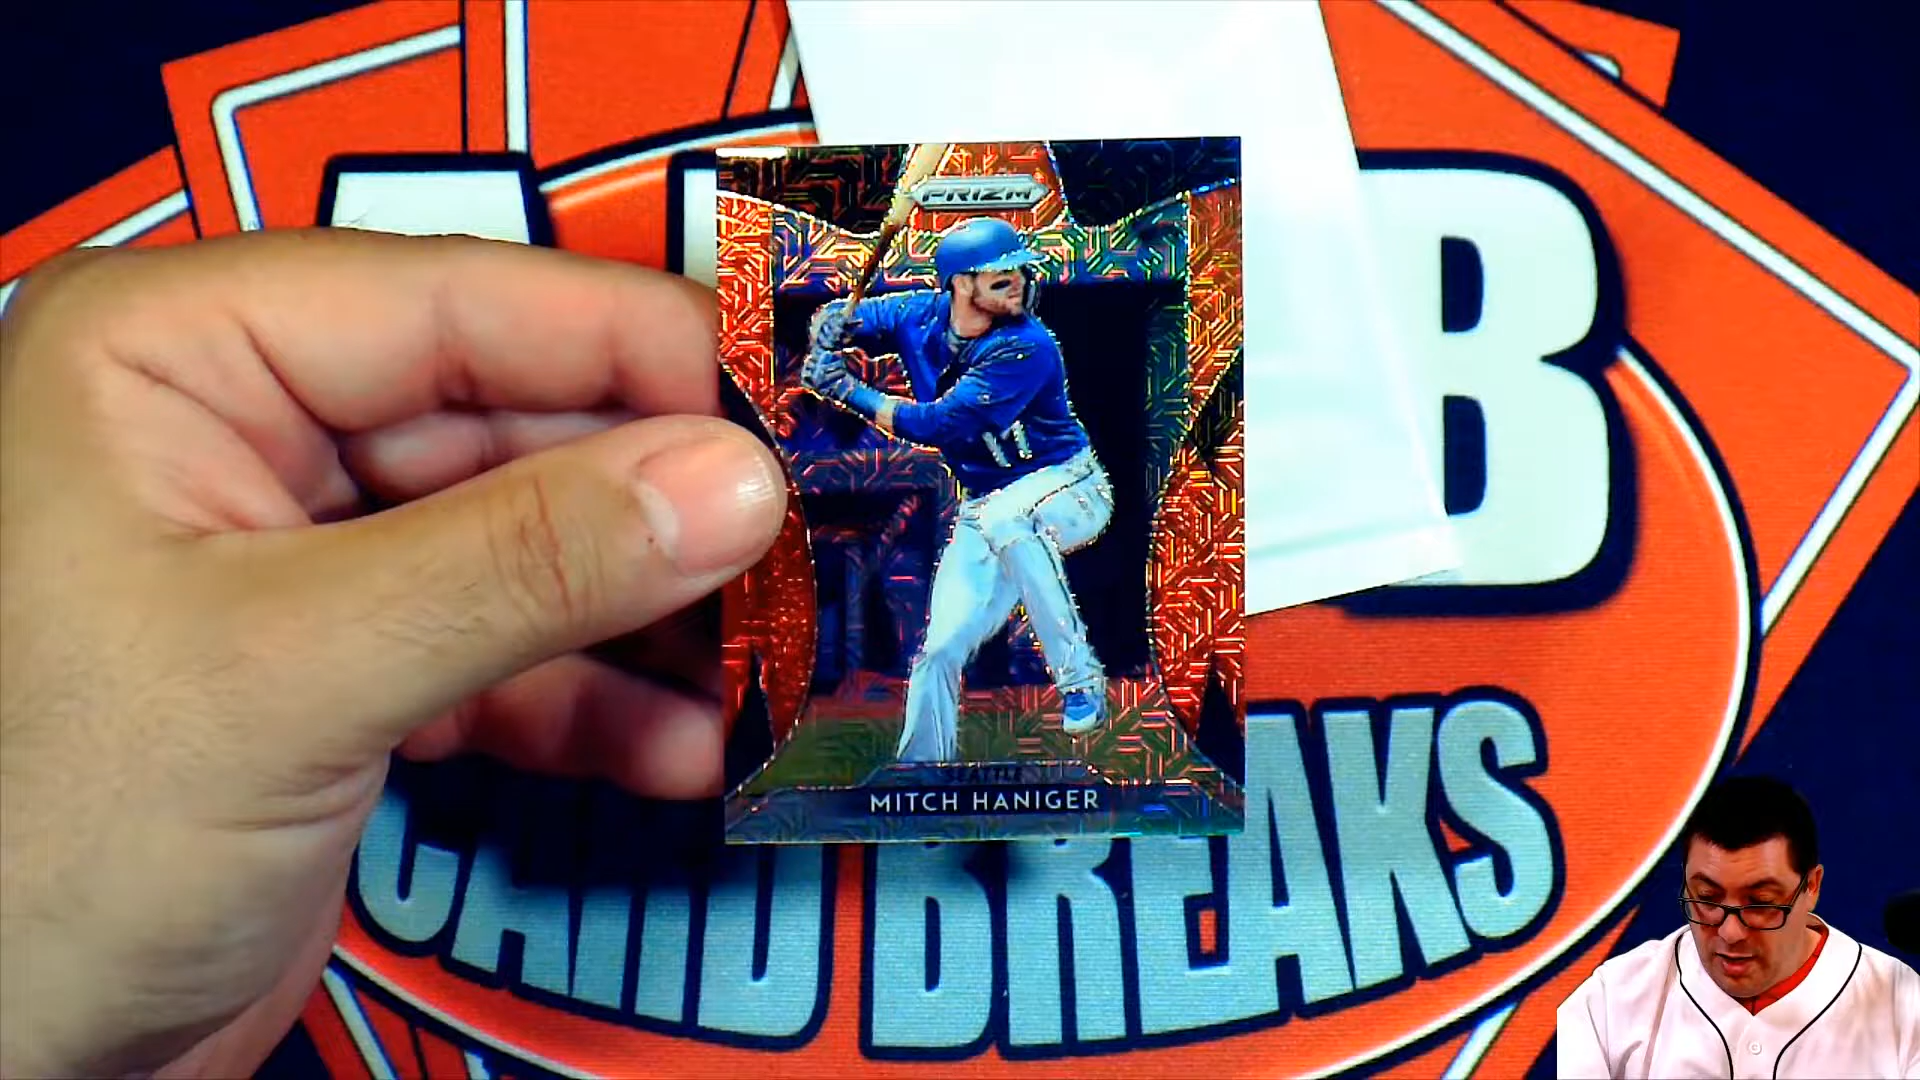 PRIZM
17
SEATTLE
MITCH HANIGER
B
CARD BREAKS